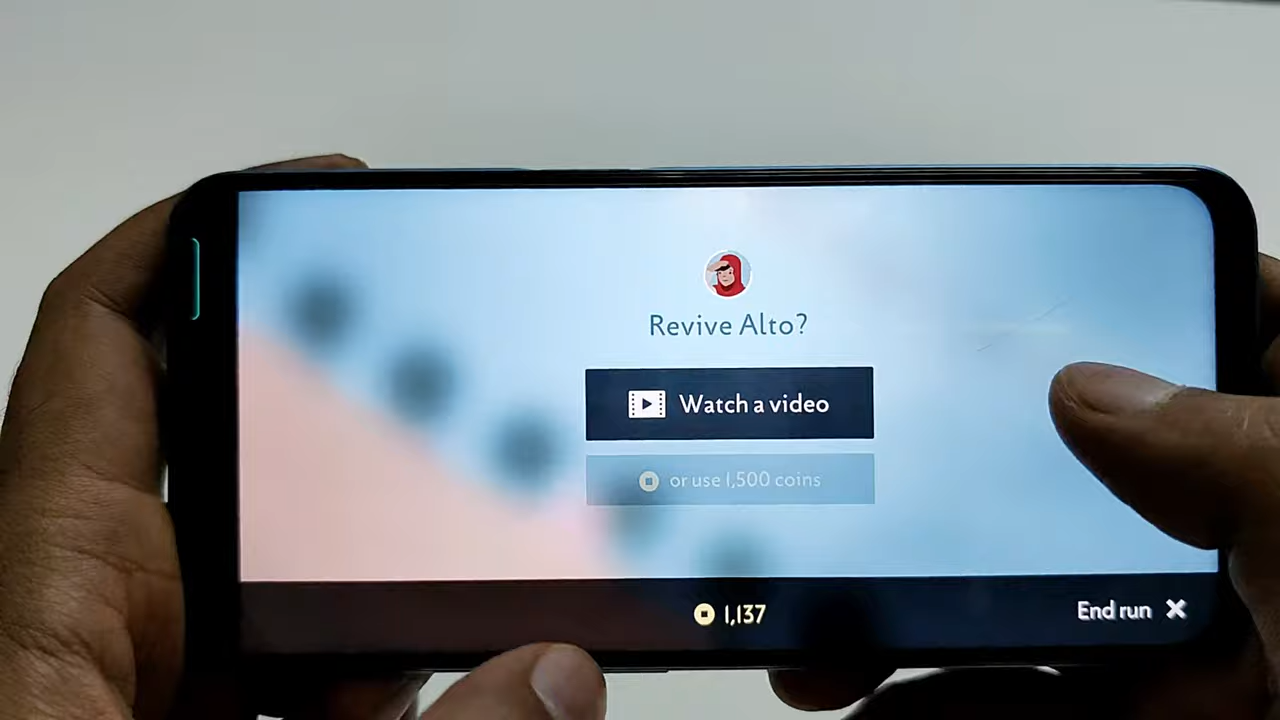 Revive Alto?
Watch a video
or use 1,500 coins
1,137
End run